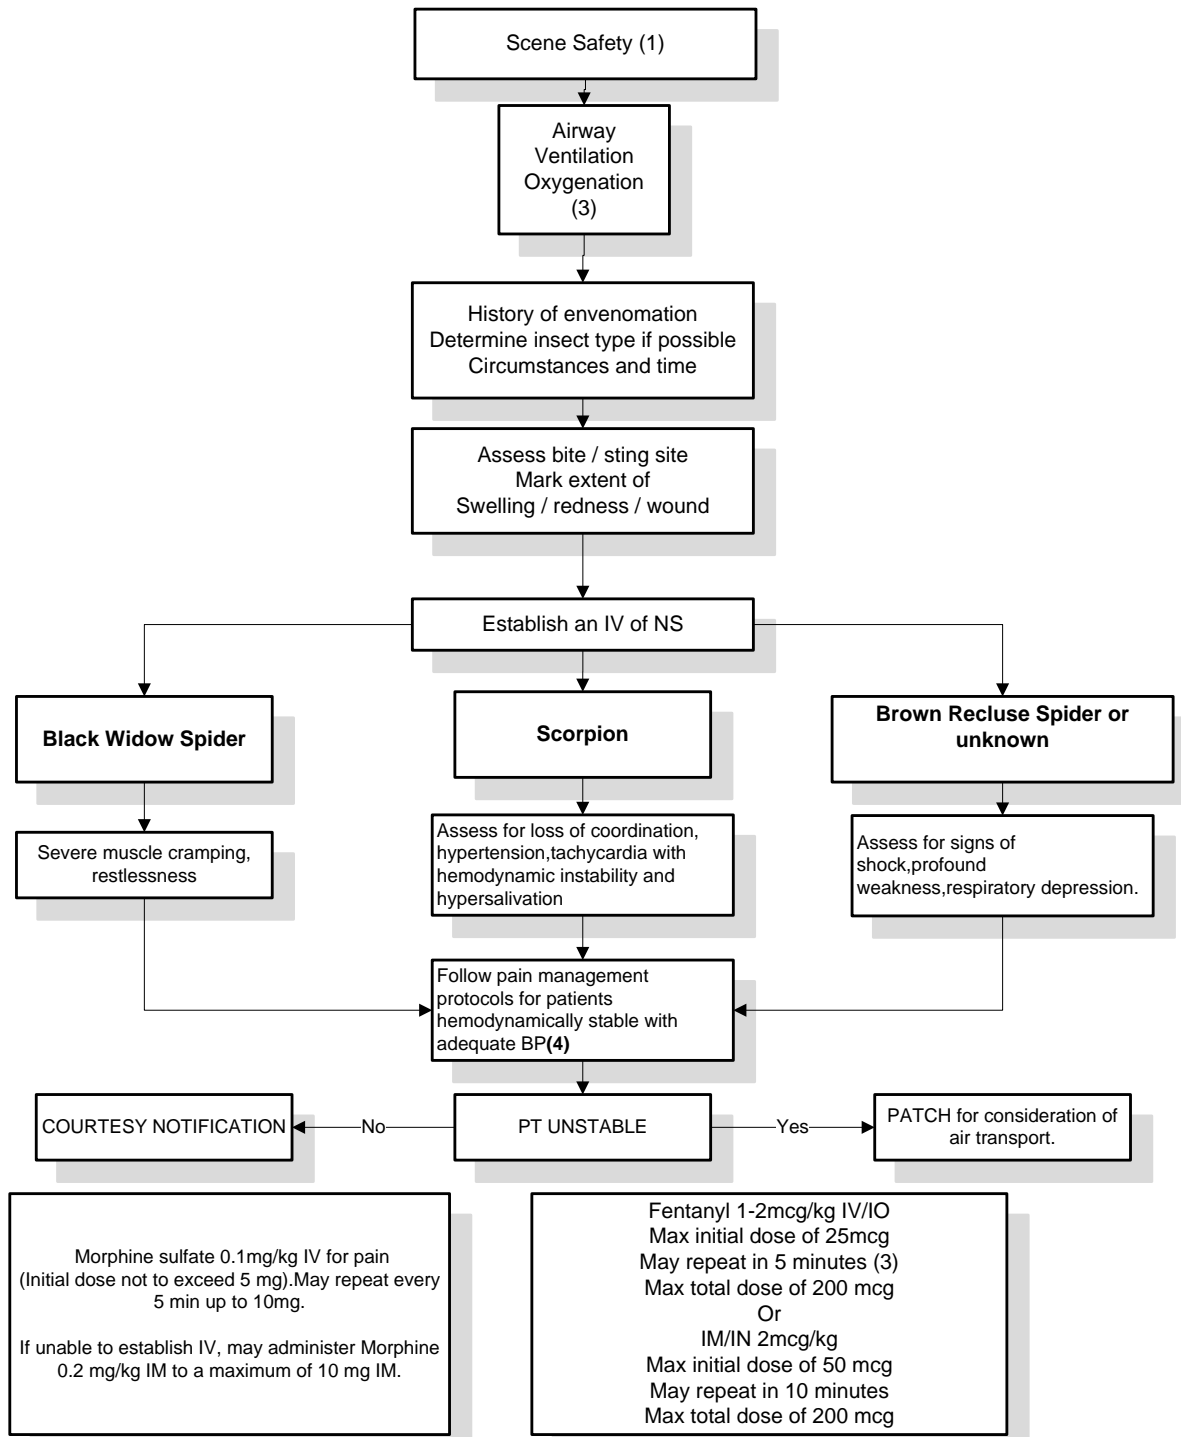 Scene Safety (1)
Airway
Ventilation
Oxygenation
(3)
History of envenomation
Determine insect type if possible
Circumstances and time
Assess bite / sting site
Mark extent of
Swelling / redness / wound
Establish an IV of NS
Black Widow Spider
Scorpion
Brown Recluse Spider or
unknown
Severe muscle cramping,
restlessness
Assess for loss of coordination,
hypertension,tachycardia with
hemodynamic instability and
hypersalivation
Assess for signs of
shock,profound
weakness,respiratory depression.
Follow pain management
protocols for patients
hemodynamically stable with
adequate BP(4)
COURTESY NOTIFICATION
No
PT UNSTABLE
Yes
PATCH for consideration of
air transport.
Morphine sulfate 0.1mg/kg IV for pain
(Initial dose not to exceed 5 mg).May repeat every
5 min up to 10mg.
If unable to establish IV, may administer Morphine
0.2 mg/kg IM to a maximum of 10 mg IM.
Fentanyl 1-2mcg/kg IV/IO
Max initial dose of 25mcg
May repeat in 5 minutes (3)
Max total dose of 200 mcg
Or
IM/IN 2mcg/kg
Max initial dose of 50 mcg
May repeat in 10 minutes
Max total dose of 200 mcg